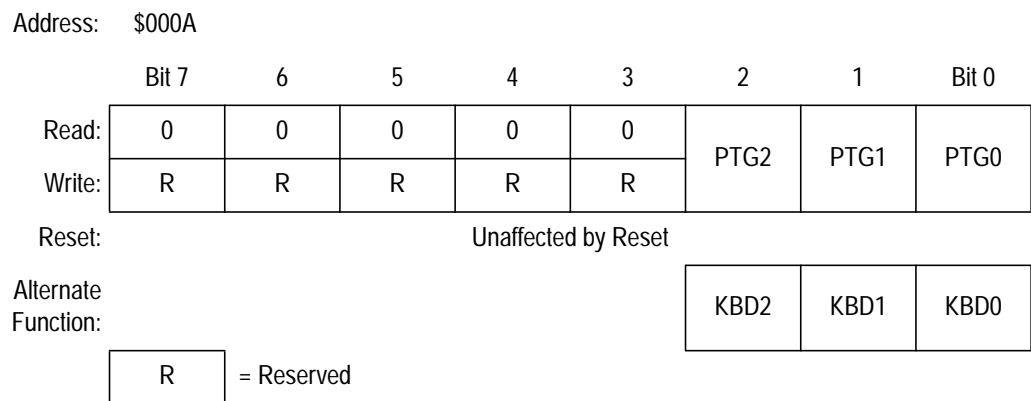 Address: $000A
Bit 7 6 5 4 3 2 1 Bit 0
Read: 0 0 0 0 0 PTG2 PTG1 PTG0
Write: R R R R R
Reset: Unaffected by Reset
Alternate Function: KBD2 KBD1 KBD0
R = Reserved